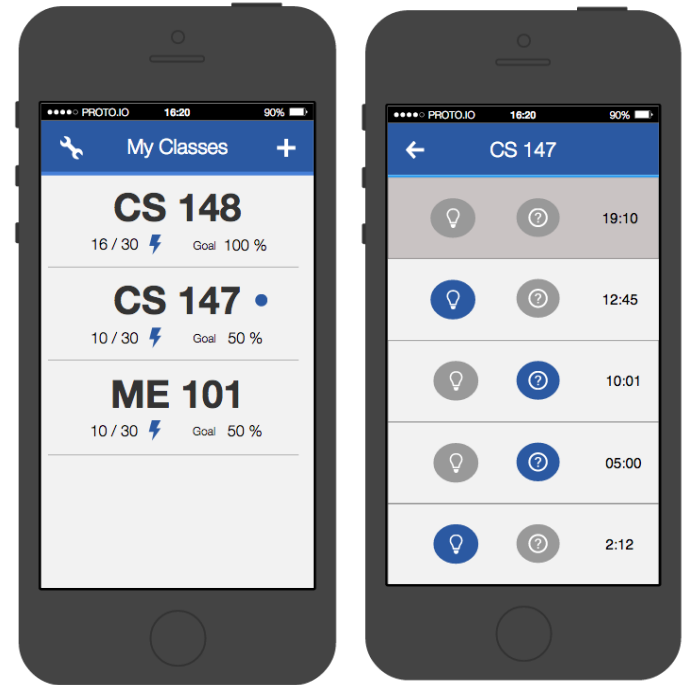 PROTO.IO 16:20 90%
My Classes +
CS 148
16 / 30 Goal 100 %
CS 147
10 / 30 Goal 50 %
ME 101
10 / 30 Goal 50 %
PROTO.IO 16:20 90%
CS 147
? 19:10
? 12:45
? 10:01
? 05:00
? 2:12